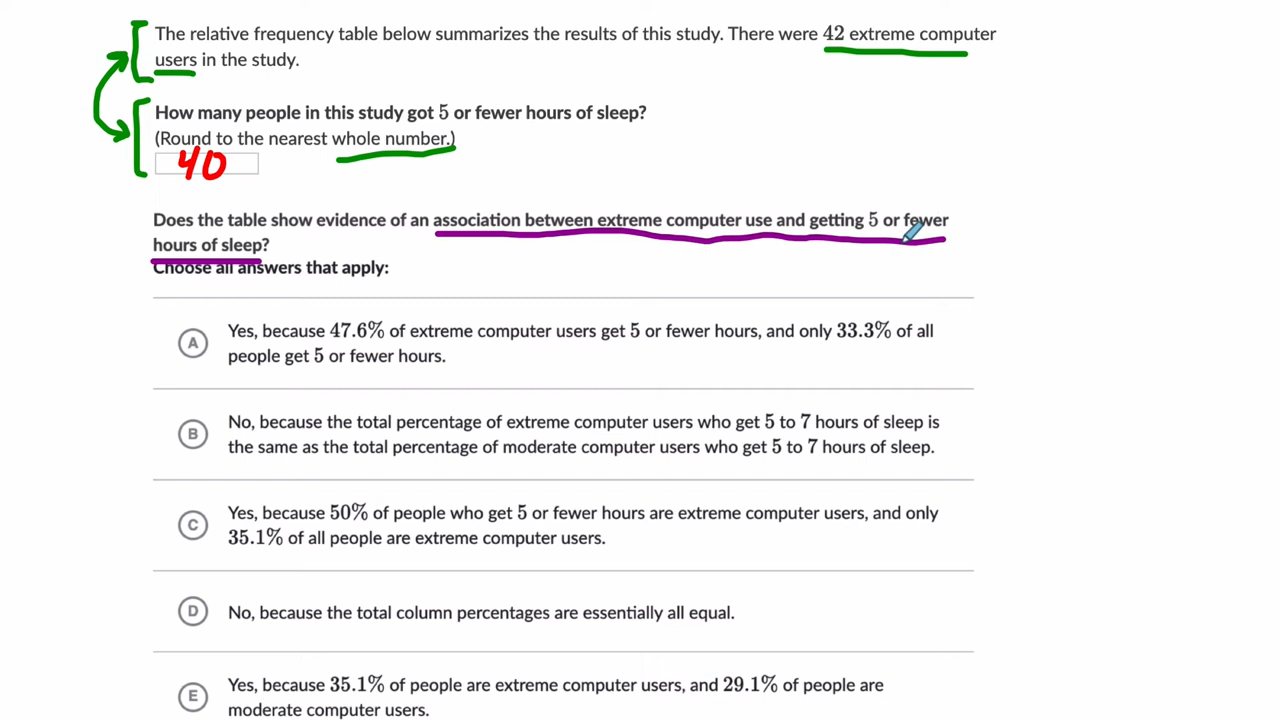 The relative frequency table below summarizes the results of this study. There were 42 extreme computer
users in the study.
How many people in this study got 5 or fewer hours of sleep?
(Round to the nearest whole number.)
40
Does the table show evidence of an association between extreme computer use and getting 5 or fewer
hours of sleep?
Choose all answers that apply:
A
Yes, because 47.6% of extreme computer users get 5 or fewer hours, and only 33.3% of all
people get 5 or fewer hours.
B
No, because the total percentage of extreme computer users who get 5 to 7 hours of sleep is
the same as the total percentage of moderate computer users who get 5 to 7 hours of sleep.
C
Yes, because 50% of people who get 5 or fewer hours are extreme computer users, and only
35.1% of all people are extreme computer users.
D
No, because the total column percentages are essentially all equal.
E
Yes, because 35.1% of people are extreme computer users, and 29.1% of people are
moderate computer users.